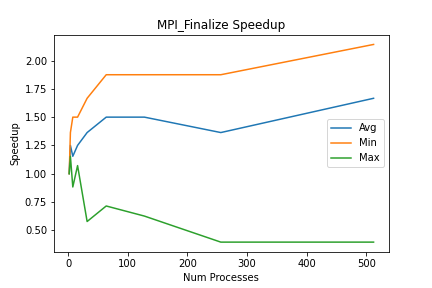 MPI_Finalize Speedup
Speedup
2.00
1.75
1.50
1.25
1.00
0.75
0.50
Avg
Min
Max
0 100 200 300 400 500
Num Processes